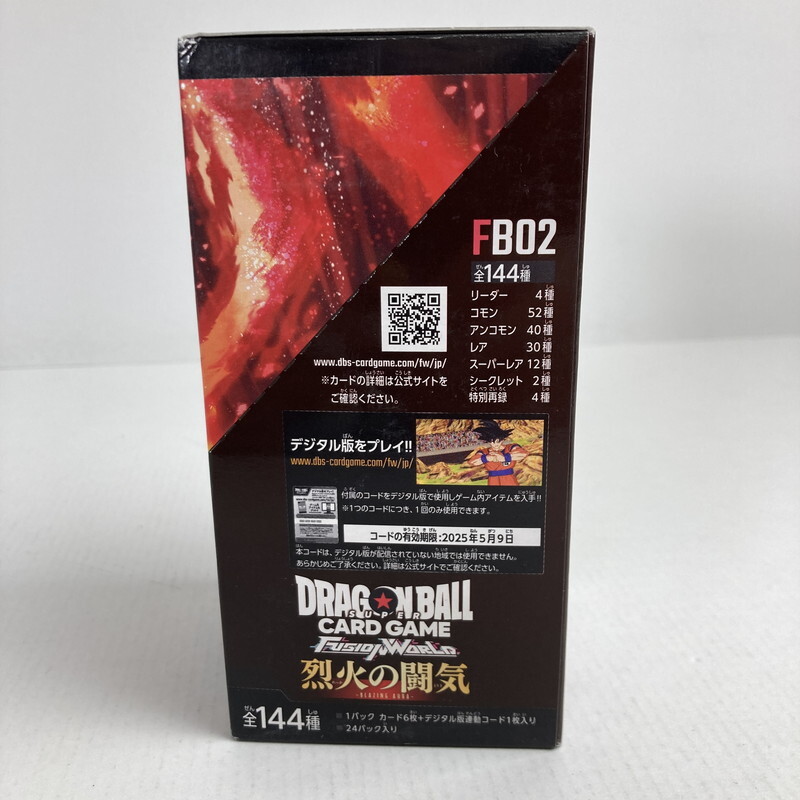 FB02
全144種
リーダー 4種
コモン 52種
アンコモン 40種
レア 30種
スーパーレア 12種
シークレット 2種
特別再録 4種
www.dbs-cardgame.com/fw/jp/
※カードの詳細は公式サイトを
ご確認ください。
デジタル版をプレイ!!
www.dbs-cardgame.com/fw/jp/
付属のコードをデジタル版で使用しゲーム内アイテムを入手!!
※1つのコードにつき、1回のみ使用できます。
コードの有効期限:2025年5月9日
本コードは、デジタル版が配信されていない地域では使用できません。
あらかじめご了承ください。詳細は公式サイトでご確認ください。
DRAGONBALL
SUPER
CARD GAME
FUSION WORLD
烈火の闘気
-BLAZING AURA-
全144種
1パック カード6枚+デジタル版連動コード1枚入り
24パック入り